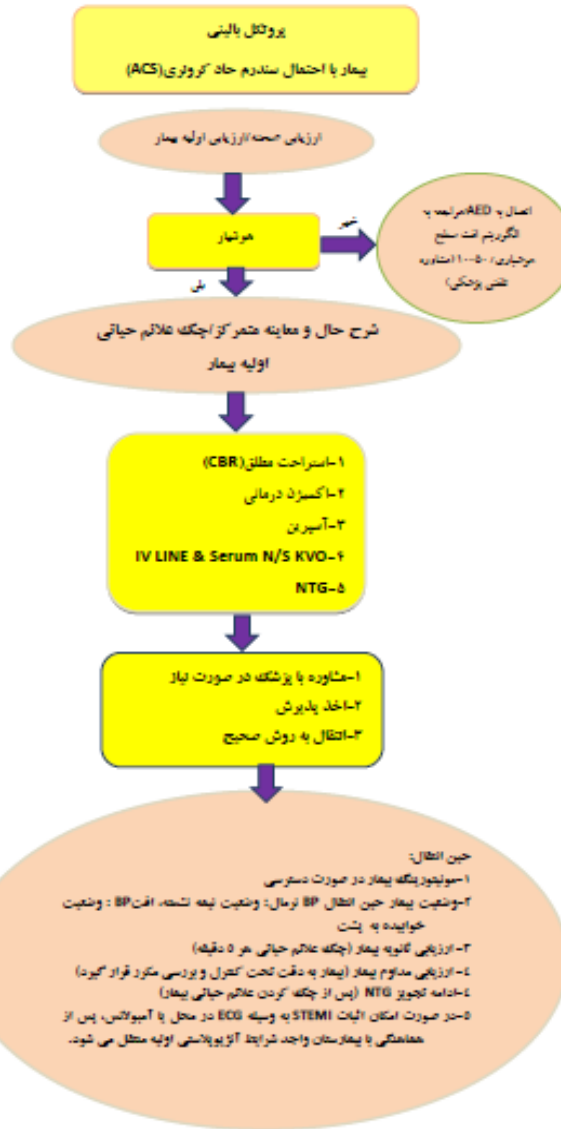 پروتکل بالینی
بیمار با احتمال سندرم حاد کرونری(ACS)
ارزیابی صحنه/ارزیابی اولیه بیمار
هوشیار
خیر
اتصال به AED/مراجعه به
الگوریتم افت سطح
هوشیاری/ ۵۰-۱۰(مشاوره
تلفنی پزشکی)
بلی
شرح حال و معاینه متمرکز/چک علائم حیاتی
اولیه بیمار
۱-استراحت مطلق(CBR)
۲-اکسیژن درمانی
۳-آسپرین
۴-IV LINE & Serum N/S KVO
۵-NTG
۱-مشاوره با پزشک در صورت نیاز
۲-اخذ پذیرش
۳-انتقال به روش صحیح
حین انتقال:
۱-مونیتورینگ بیمار در صورت دسترسی
۲-وضعیت بیمار حین انتقال BP نرمال: وضعیت نیمه نشسته، افت BP : وضعیت
خوابیده به پشت
۳- ارزیابی ثانویه بیمار (چک علائم حیاتی هر ۵ دقیقه)
٤- ارزیابی مداوم بیمار (بیمار به دقت تحت کنترل و بررسی مکرر قرار گیرد)
٤-ادامه تجویز NTG (پس از چک کردن علائم حیاتی بیمار)
۵-در صورت امکان اثبات STEMI به وسیله ECG در محل یا آمبولانس، پس از
هماهنگی با بیمارستان واجد شرایط آنژیوپلاستی اولیه منتقل می شود.